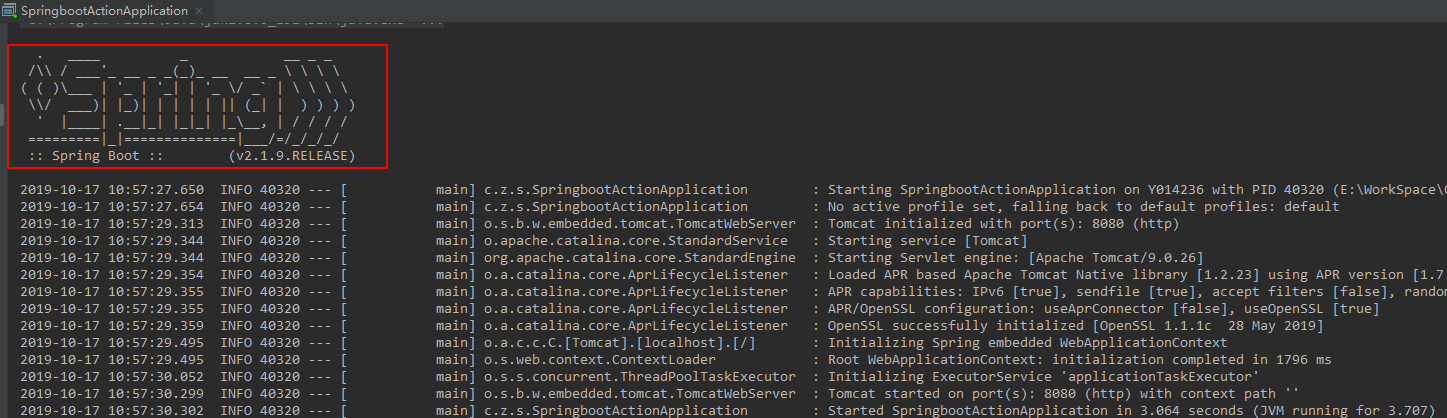 SpringbootActionApplication
  .   ____          _            __ _ _
 /\\ / ___'_ __ _ _(_)_ __  __ _ \ \ \ \
( ( )\___ | '_ | '_| | '_ \/ _` | \ \ \ \
 \\/  ___)| |_)| | | | | || (_| |  ) ) ) )
  '  |____| .__|_| |_|_| |_\__, | / / / /
 =========|_|==============|___/=/_/_/_/
 :: Spring Boot ::        (v2.1.9.RELEASE)
2019-10-17 10:57:27.650  INFO 40320 --- [           main] c.z.s.SpringbootActionApplication        : Starting SpringbootActionApplication on Y014236 with PID 40320 (E:\WorkSpace\
2019-10-17 10:57:27.654  INFO 40320 --- [           main] c.z.s.SpringbootActionApplication        : No active profile set, falling back to default profiles: default
2019-10-17 10:57:29.313  INFO 40320 --- [           main] o.s.b.w.embedded.tomcat.TomcatWebServer  : Tomcat initialized with port(s): 8080 (http)
2019-10-17 10:57:29.344  INFO 40320 --- [           main] o.apache.catalina.core.StandardService   : Starting service [Tomcat]
2019-10-17 10:57:29.344  INFO 40320 --- [           main] org.apache.catalina.core.StandardEngine  : Starting Servlet engine: [Apache Tomcat/9.0.26]
2019-10-17 10:57:29.354  INFO 40320 --- [           main] o.a.catalina.core.AprLifecycleListener   : Loaded APR based Apache Tomcat Native library [1.2.23] using APR version [1.7
2019-10-17 10:57:29.355  INFO 40320 --- [           main] o.a.catalina.core.AprLifecycleListener   : APR capabilities: IPv6 [true], sendfile [true], accept filters [false], random
2019-10-17 10:57:29.355  INFO 40320 --- [           main] o.a.catalina.core.AprLifecycleListener   : APR/OpenSSL configuration: useAprConnector [false], useOpenSSL [true]
2019-10-17 10:57:29.359  INFO 40320 --- [           main] o.a.catalina.core.AprLifecycleListener   : OpenSSL successfully initialized [OpenSSL 1.1.1c  28 May 2019]
2019-10-17 10:57:29.495  INFO 40320 --- [           main] o.a.c.c.C.[Tomcat].[localhost].[/]       : Initializing Spring embedded WebApplicationContext
2019-10-17 10:57:29.495  INFO 40320 --- [           main] o.s.web.context.ContextLoader            : Root WebApplicationContext: initialization completed in 1796 ms
2019-10-17 10:57:30.052  INFO 40320 --- [           main] o.s.s.concurrent.ThreadPoolTaskExecutor  : Initializing ExecutorService 'applicationTaskExecutor'
2019-10-17 10:57:30.299  INFO 40320 --- [           main] o.s.b.w.embedded.tomcat.TomcatWebServer  : Tomcat started on port(s): 8080 (http) with context path ''
2019-10-17 10:57:30.302  INFO 40320 --- [           main] c.z.s.SpringbootActionApplication        : Started SpringbootActionApplication in 3.064 seconds (JVM running for 3.707)